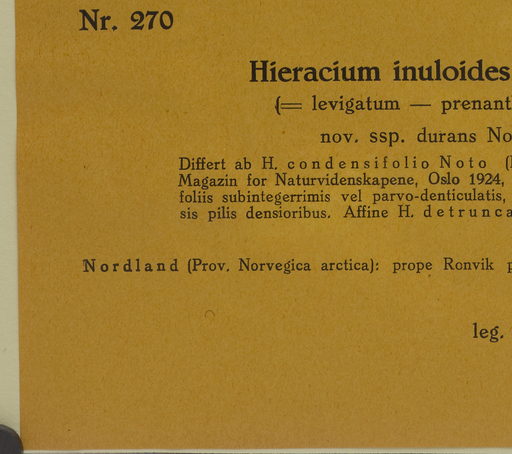 Nr. 270
Hieracium inuloides
(= levigatum — prenant
nov. ssp. durans No
Differt ab H. condensifolio Noto (
Magazin for Naturvidenskapene, Oslo 1924,
foliis subintegerrimis vel parvo-denticulatis,
sis pilis densioribus. Affine H. detrunca
Nordland (Prov. Norvegica arctica): prope Ronvik p
leg.